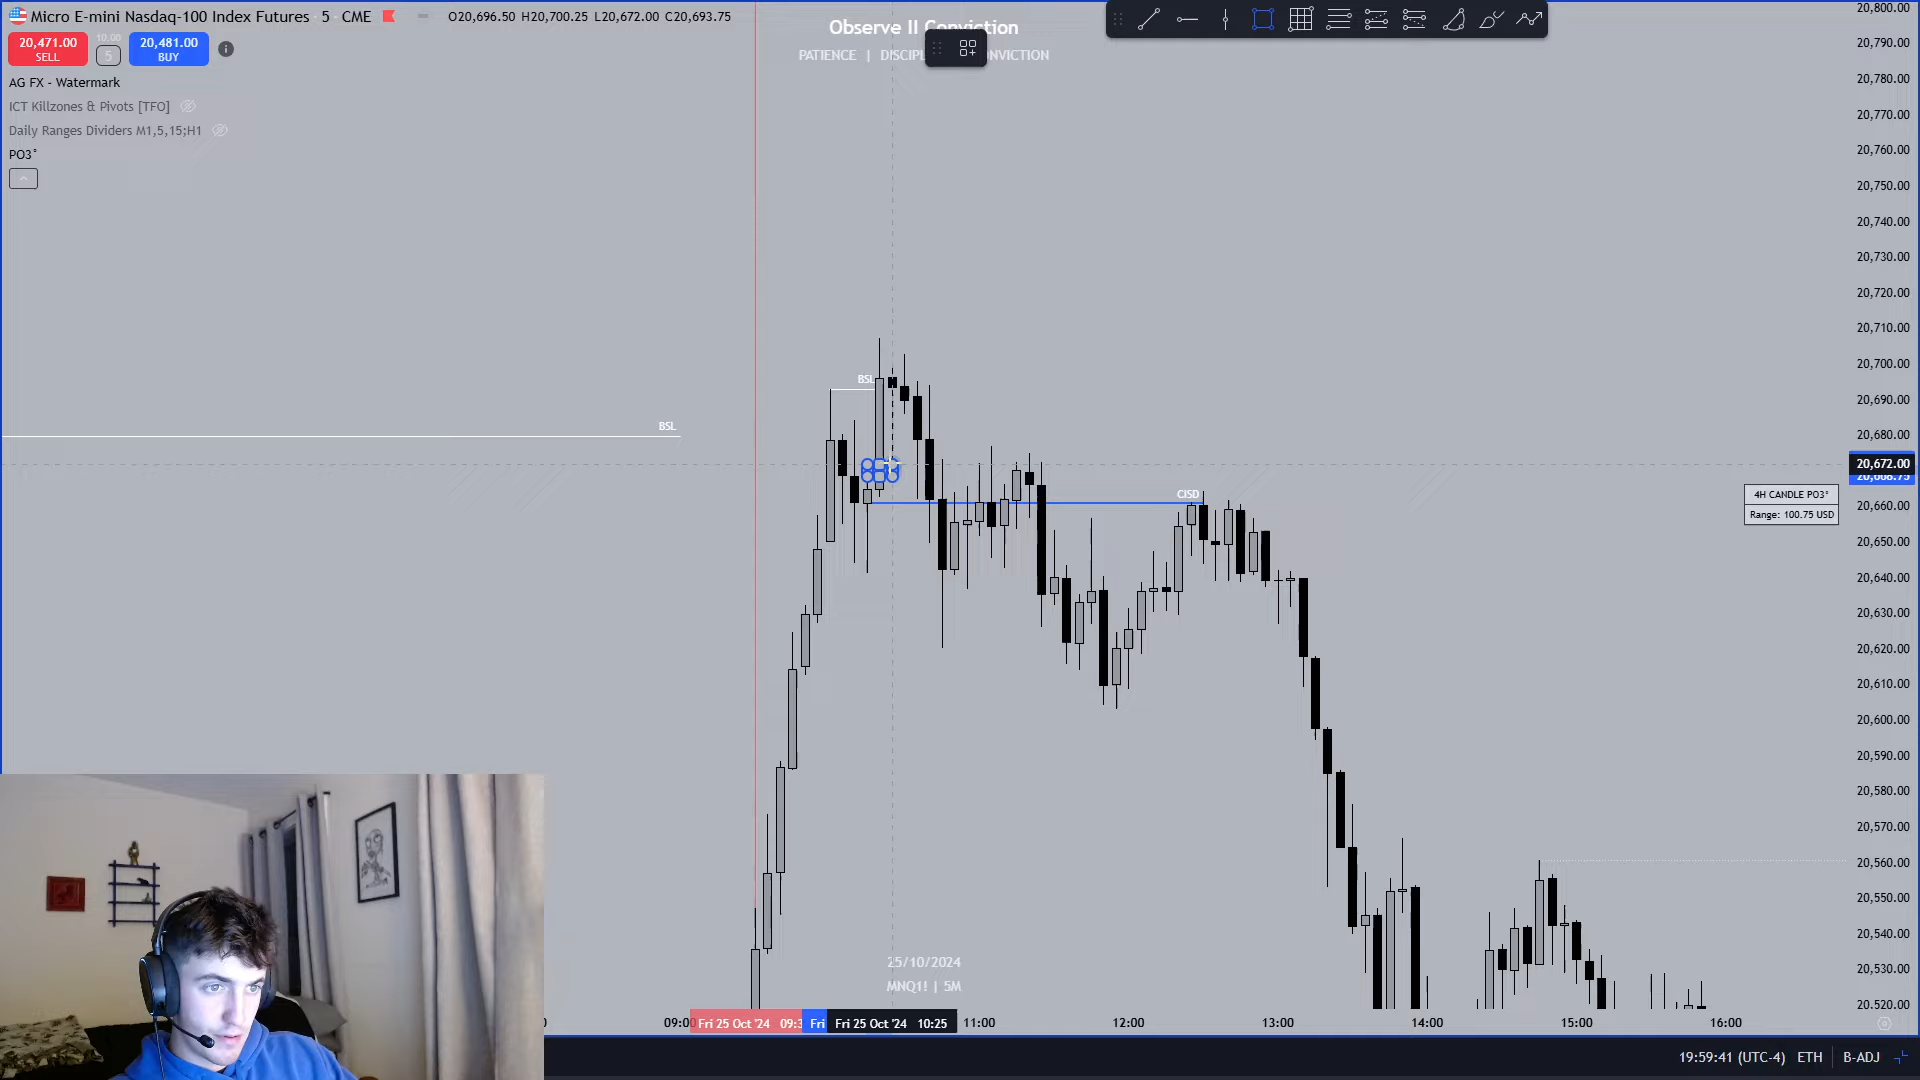 Micro E-mini Nasdaq-100 Index Futures · 5 · CME
O20,696.50 H20,700.25 L20,672.00 C20,693.75
20,471.00
SELL
10.00
5
20,481.00
BUY
AG FX - Watermark
ICT Killzones & Pivots [TFO]
Daily Ranges Dividers M1,5,15;H1
PO3°
Observe II Conviction
PATIENCE | DISCIPL
NVICTION
BSL
BSL
CISD
4H CANDLE PO3°
Range: 100.75 USD
20,800.00
20,790.00
20,780.00
20,770.00
20,760.00
20,750.00
20,740.00
20,730.00
20,720.00
20,710.00
20,700.00
20,690.00
20,680.00
20,672.00
20,668.75
20,660.00
20,650.00
20,640.00
20,630.00
20,620.00
20,610.00
20,600.00
20,590.00
20,580.00
20,570.00
20,560.00
20,550.00
20,540.00
20,530.00
20,520.00
25/10/2024
MNQ1! | 5M
09:00
Fri 25 Oct '24 09:3
Fri
Fri 25 Oct '24 10:25
11:00
12:00
13:00
14:00
15:00
16:00
19:59:41 (UTC-4) ETH B-ADJ